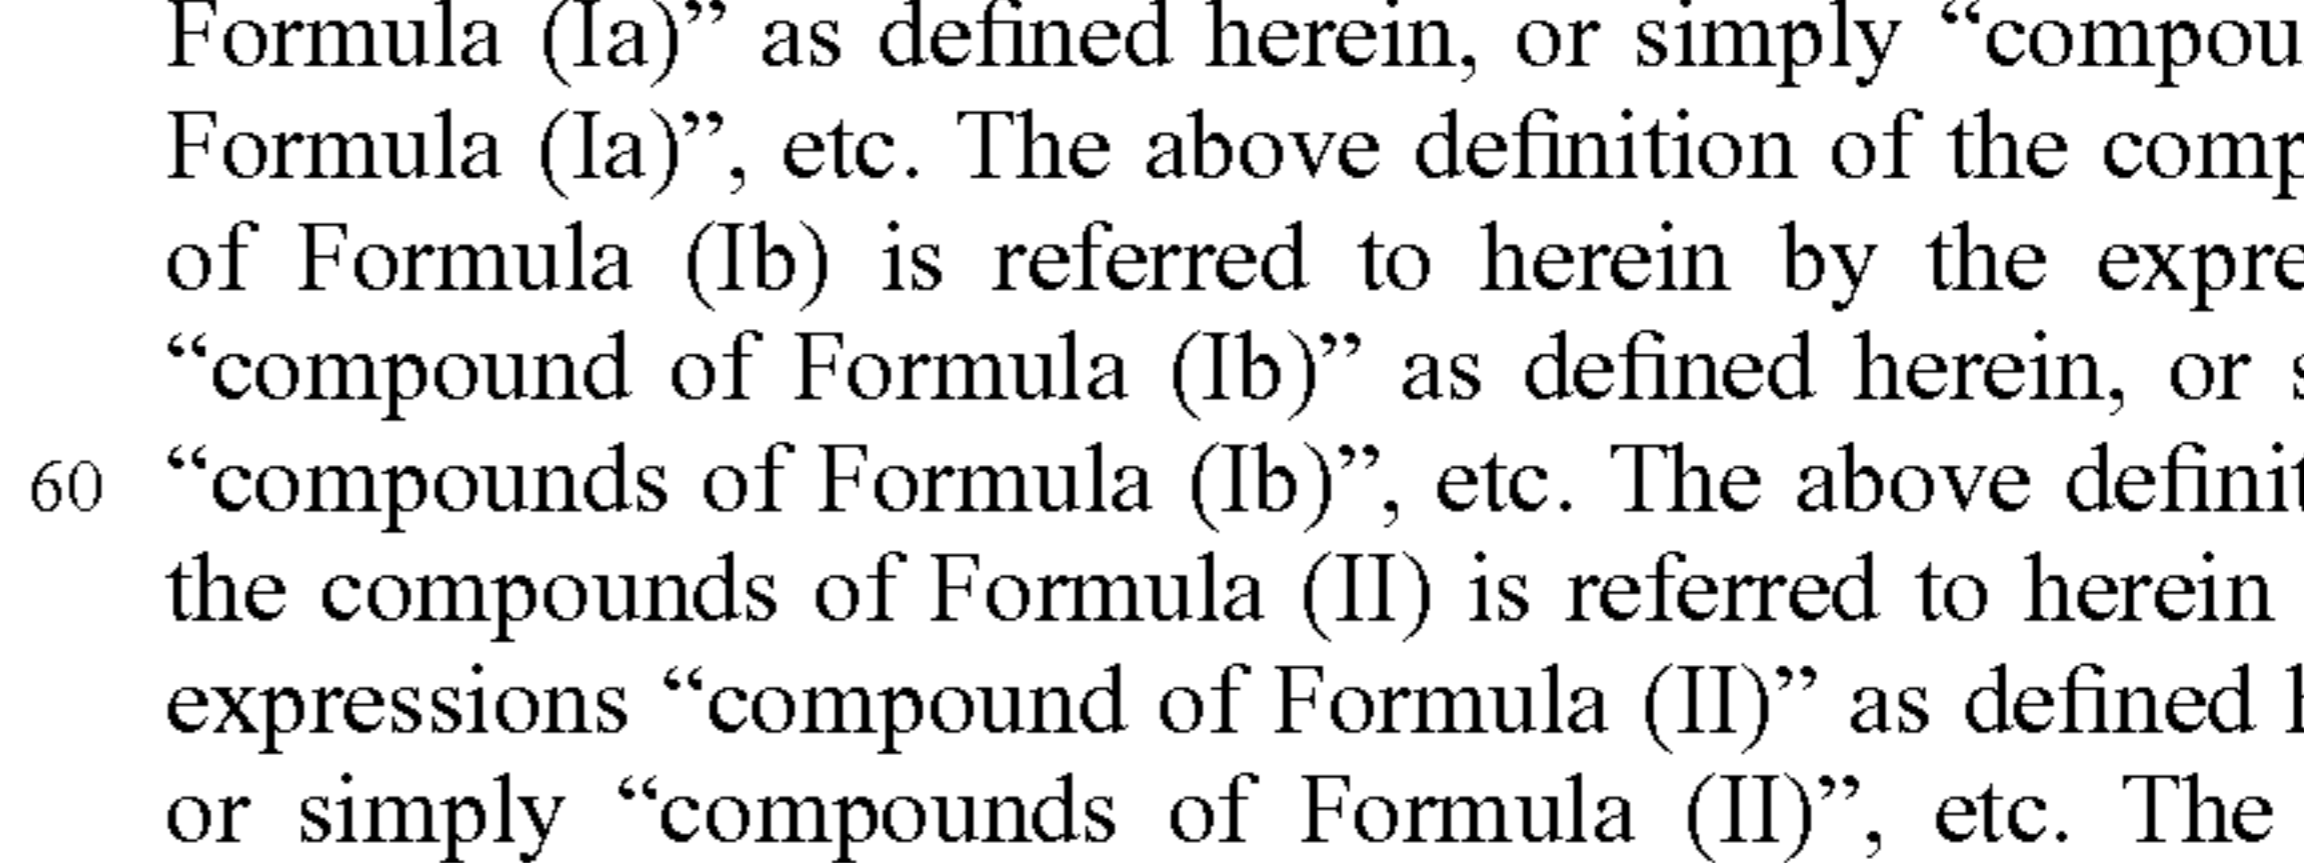 Formula (Ia)” as defined herein, or simply “compou
Formula (Ia)”, etc. The above definition of the comp
of Formula (Ib) is referred to herein by the expre
“compound of Formula (Ib)” as defined herein, or s
60 “compounds of Formula (Ib)”, etc. The above definit
the compounds of Formula (II) is referred to herein
expressions “compound of Formula (II)” as defined h
or simply “compounds of Formula (II)”, etc. The